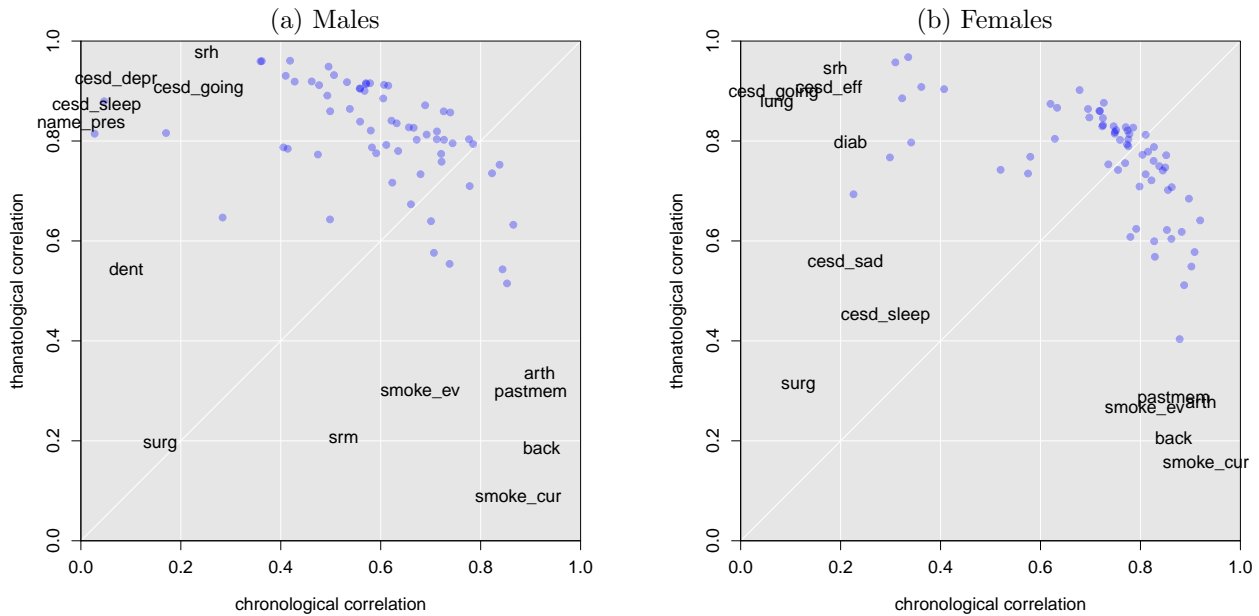 (a) Males
1.0
0.8
0.6
0.4
0.2
0.0
thanatological correlation
srh
cesd_depr
cesd_going
cesd_sleep
name_pres
dent
arth
smoke_ev
pastmem
srm
surg
back
smoke_cur
0.0 0.2 0.4 0.6 0.8 1.0
chronological correlation
(b) Females
1.0
0.8
0.6
0.4
0.2
0.0
thanatological correlation
srh
cesd_eff
cesd_going
lung
diab
cesd_sad
cesd_sleep
surg
pastmem
arth
smoke_ev
back
smoke_cur
0.0 0.2 0.4 0.6 0.8 1.0
chronological correlation